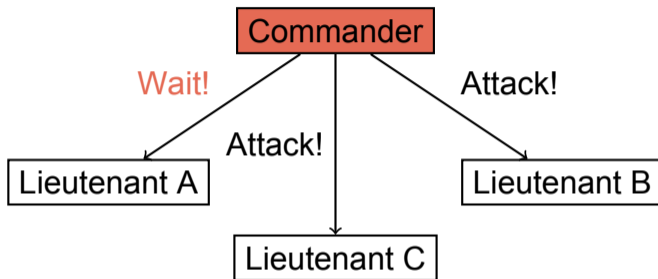 Commander
Wait!
Attack!
Attack!
Lieutenant A
Lieutenant B
Lieutenant C